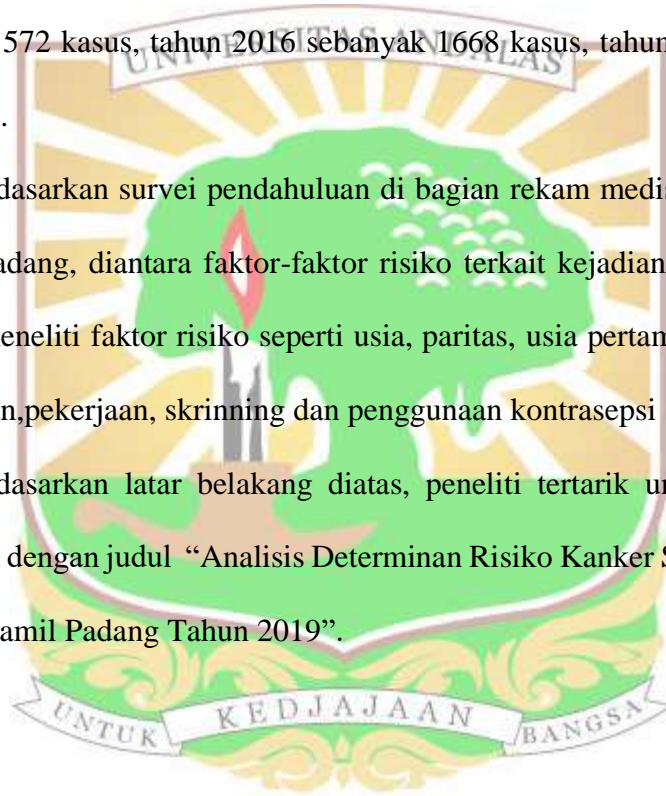 572 kasus, tahun 2016 sebanyak 1668 kasus, tahun
UNIVERSITAS ANDALAS
.
dasarkan survei pendahuluan di bagian rekam medis
adang, diantara faktor-faktor risiko terkait kejadian
eneliti faktor risiko seperti usia, paritas, usia pertam
n,pekerjaan, skrinning dan penggunaan kontrasepsi
dasarkan latar belakang diatas, peneliti tertarik u
dengan judul “Analisis Determinan Risiko Kanker S
amil Padang Tahun 2019”.
UNTUK KEDJAJAAN BANGSA